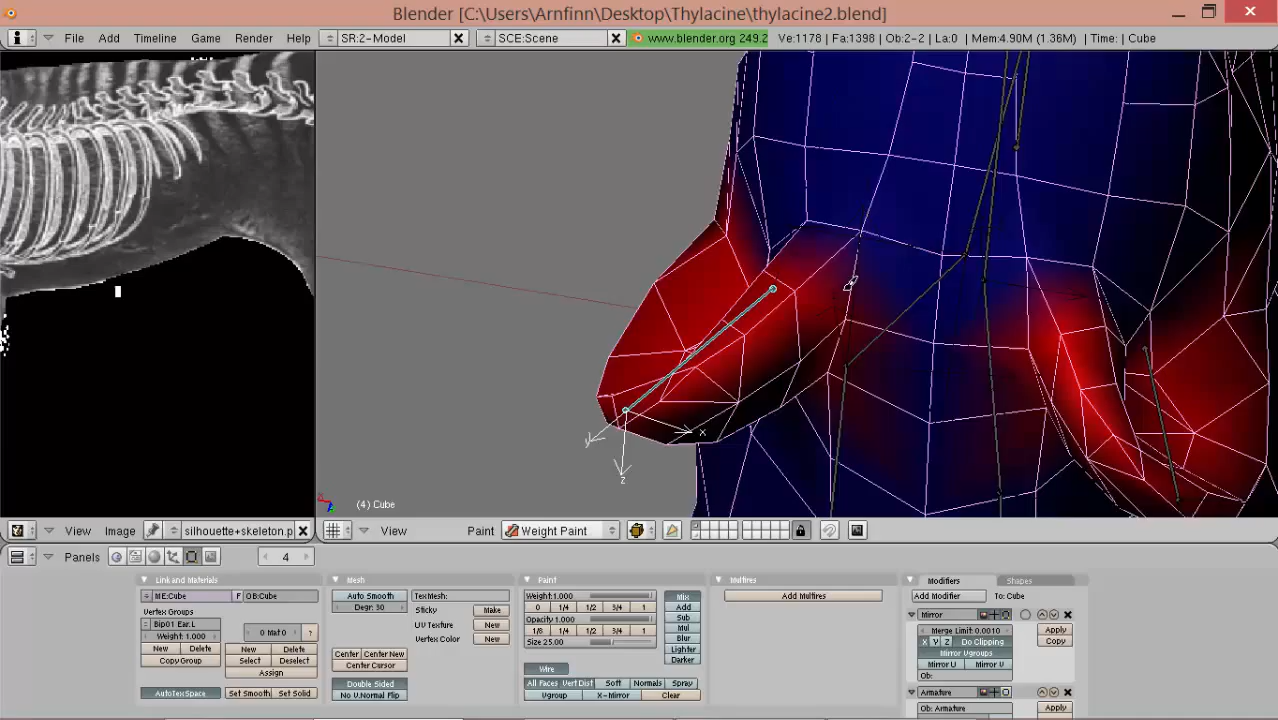 Blender [C:\Users\Arnfinn\Desktop\Thylacine\thylacine2.blend]
File Add Timeline Game Render Help SR:2-Model SCE:Scene www.blender.org 249.2 Ve:1178 | Fa:1398 | Ob:2-2 | La:0 | Mem:4.90M (1.36M) | Time: | Cube
x
y
z
(4) Cube
View Image silhouette+skeleton.p View Paint Weight Paint
Panels 4
Link and Materials Mesh Paint Multires Modifiers Shapes
ME:Cube F OB:Cube Auto Smooth TexMesh: Weight:1.000 Mix Add Multires Add Modifier To: Cube
Vertex Groups Degr: 30 Sticky Make 0 1/4 1/2 3/4 1 Add Mirror
Bip01 Ear.L UV Texture New Opacity 1.000 Sub Merge Limit: 0.0010 Apply
Weight: 1.000 0 Mat 0 ? Vertex Color New 1/8 1/4 1/2 3/4 1 Mul X Y Z Do Clipping Copy
New Delete New Delete Center Center New Size 25.00 Blur Mirror Vgroups
Copy Group Select Deselect Center Cursor Lighter Mirror U Mirror V
Assign Wire Darker Ob:
AutoTexSpace Set Smooth Set Solid Double Sided All Faces Vert Dist Soft Normals Spray Armature
No V.Normal Flip Vgroup X-Mirror Clear Ob: Armature Apply